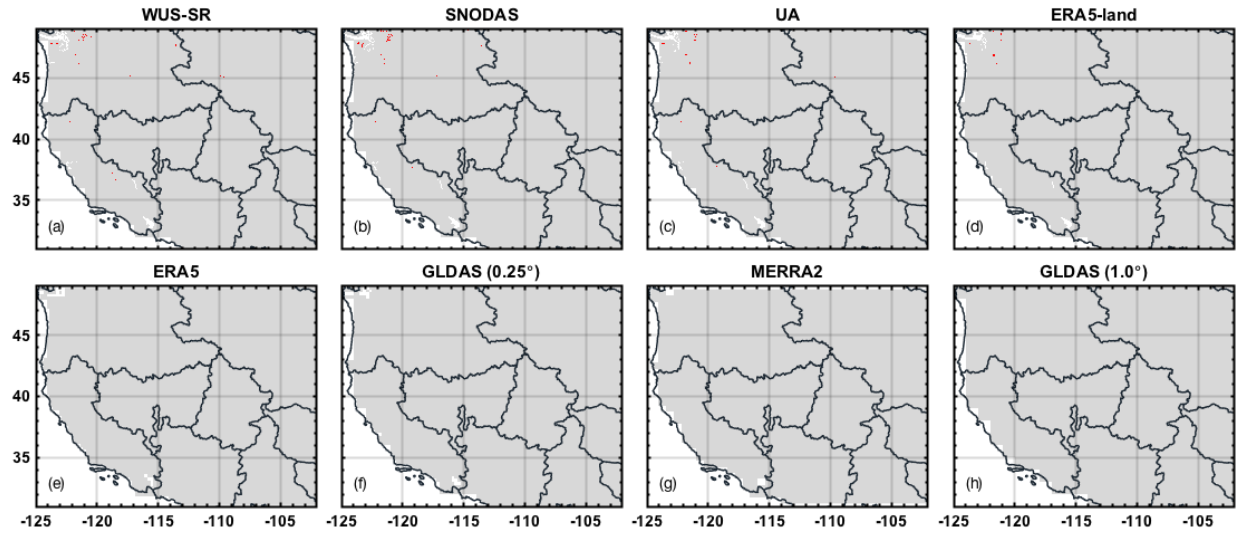 WUS-SR SNODAS UA ERA5-land
45
40
35
(a) (b) (c) (d)
ERA5 GLDAS (0.25°) MERRA2 GLDAS (1.0°)
45
40
35
(e) (f) (g) (h)
-125 -120 -115 -110 -105 -125 -120 -115 -110 -105 -125 -120 -115 -110 -105 -125 -120 -115 -110 -105